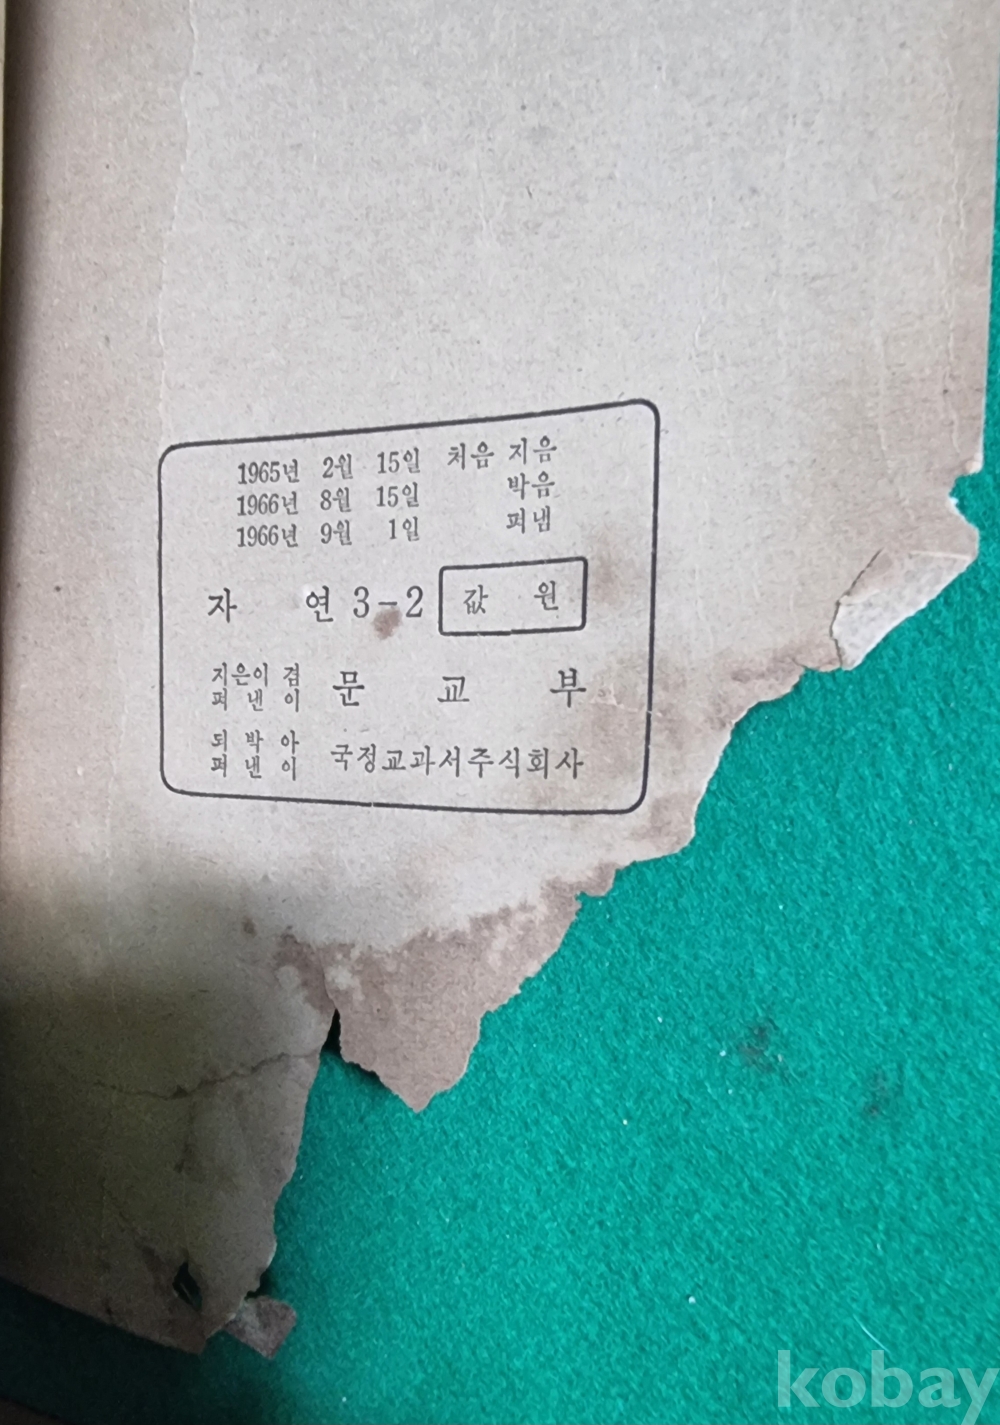 1965년 2월 15일 처음 지음
1966년 8월 15일 박음
1966년 9월 1일 펴냄
자 연 3-2 값 원
지은이 겸
펴 낸 이 문 교 부
되 박 아
펴 낸 이 국정교과서주식회사
kobay